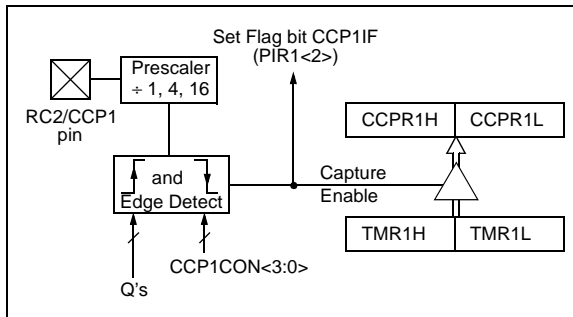 Set Flag bit CCP1IF
(PIR1<2>)
Prescaler
÷ 1, 4, 16
RC2/CCP1
pin
CCPR1H CCPR1L
and
Edge Detect
Capture
Enable
TMR1H TMR1L
CCP1CON<3:0>
Q's